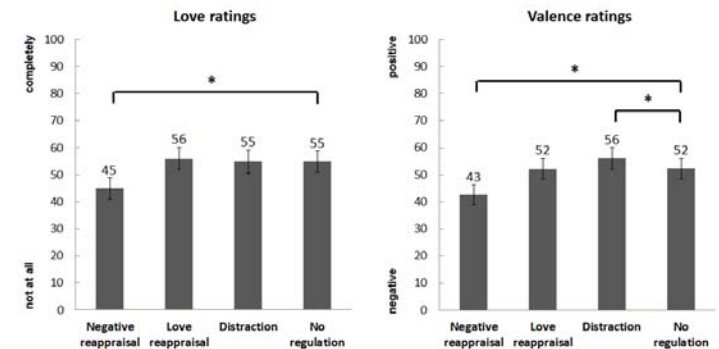 Love ratings
completely
100
90
80
70
60
50
40
30
20
10
0
not at all
*
45
56
55
55
Negative reappraisal
Love reappraisal
Distraction
No regulation
Valence ratings
positive
100
90
80
70
60
50
40
30
20
10
0
negative
*
*
43
52
56
52
Negative reappraisal
Love reappraisal
Distraction
No regulation